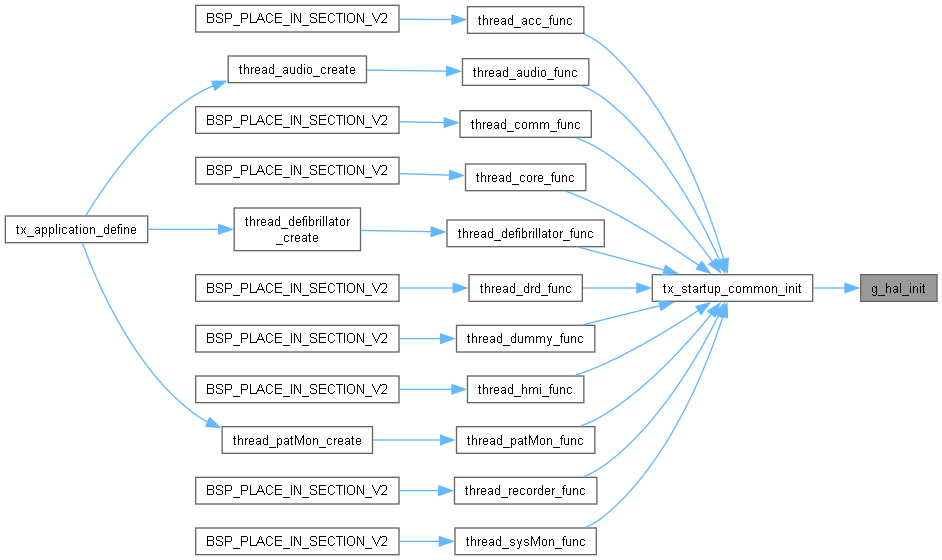 BSP_PLACE_IN_SECTION_V2
thread_acc_func
thread_audio_create
thread_audio_func
BSP_PLACE_IN_SECTION_V2
thread_comm_func
BSP_PLACE_IN_SECTION_V2
thread_core_func
tx_application_define
thread_defibrillator
_create
thread_defibrillator_func
BSP_PLACE_IN_SECTION_V2
thread_drd_func
tx_startup_common_init
g_hal_init
BSP_PLACE_IN_SECTION_V2
thread_dummy_func
BSP_PLACE_IN_SECTION_V2
thread_hmi_func
thread_patMon_create
thread_patMon_func
BSP_PLACE_IN_SECTION_V2
thread_recorder_func
BSP_PLACE_IN_SECTION_V2
thread_sysMon_func